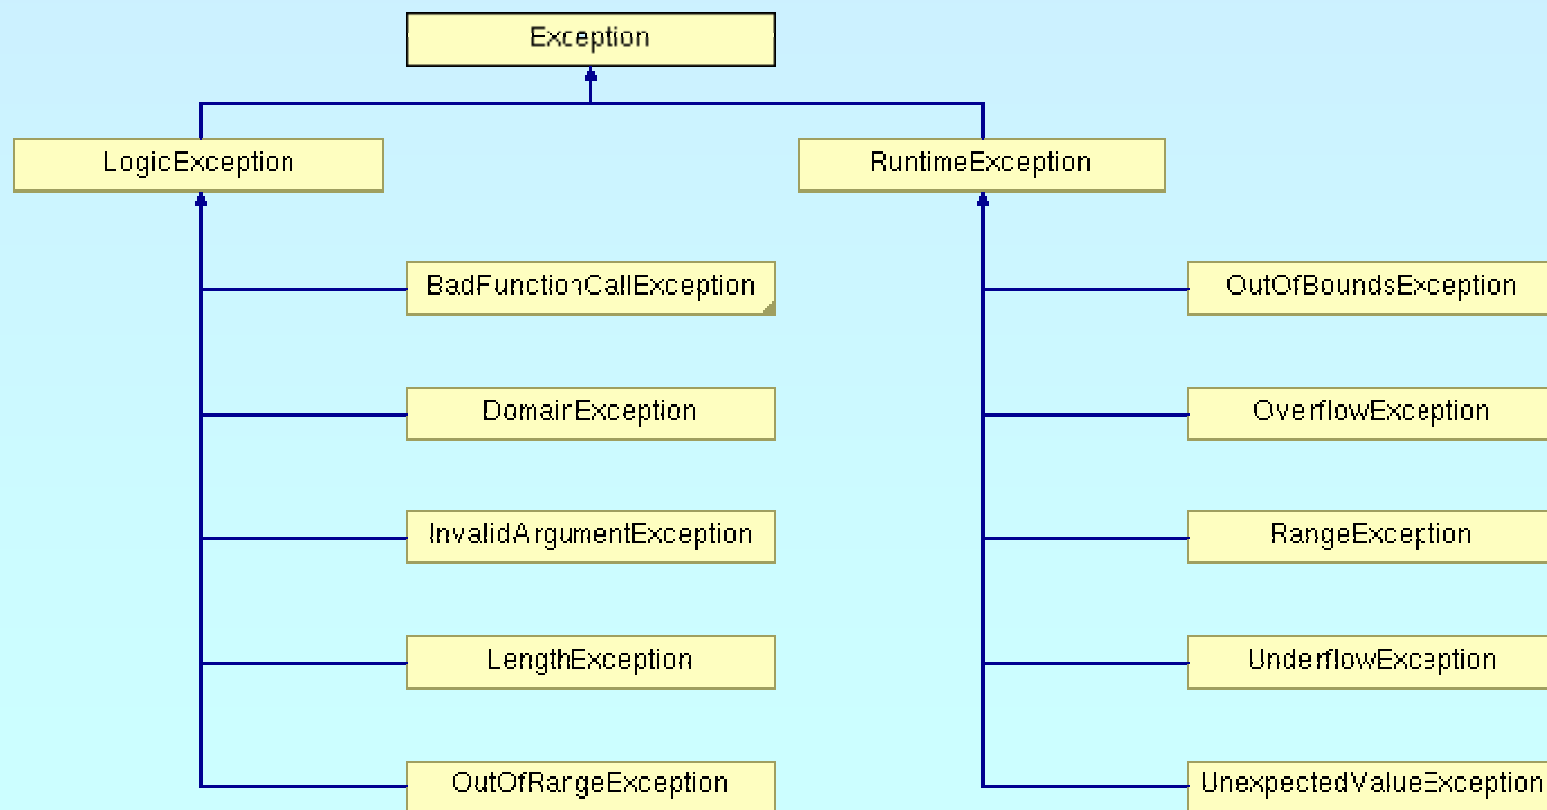 Exception
LogicException
RuntimeException
BadFunctionCallException
OutOfBoundsException
DomainException
OverflowException
InvalidArgumentException
RangeException
LengthException
UnderflowException
OutOfRangeException
UnexpectedValueException